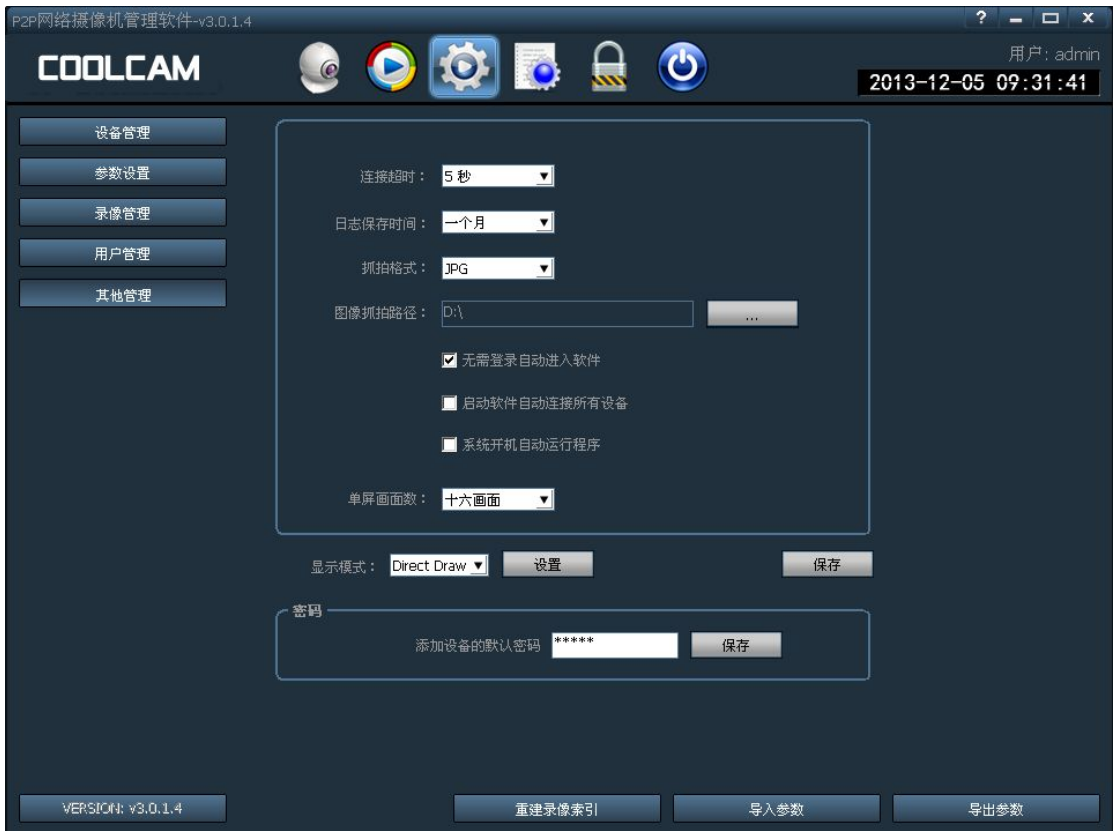 P2P网络摄像机管理软件-v3.0.1.4
COOLCAM
用户: admin
2013-12-05 09:31:41
设备管理
参数设置
录像管理
用户管理
其他管理
连接超时： 5 秒
日志保存时间： 一个月
抓拍格式： JPG
图像抓拍路径： D:\ ...
无需登录自动进入软件
启动软件自动连接所有设备
系统开机自动运行程序
单屏画面数： 十六画面
显示模式： Direct Draw 设置 保存
密码
添加设备的默认密码 ***** 保存
VERSION: v3.0.1.4 重建录像索引 导入参数 导出参数